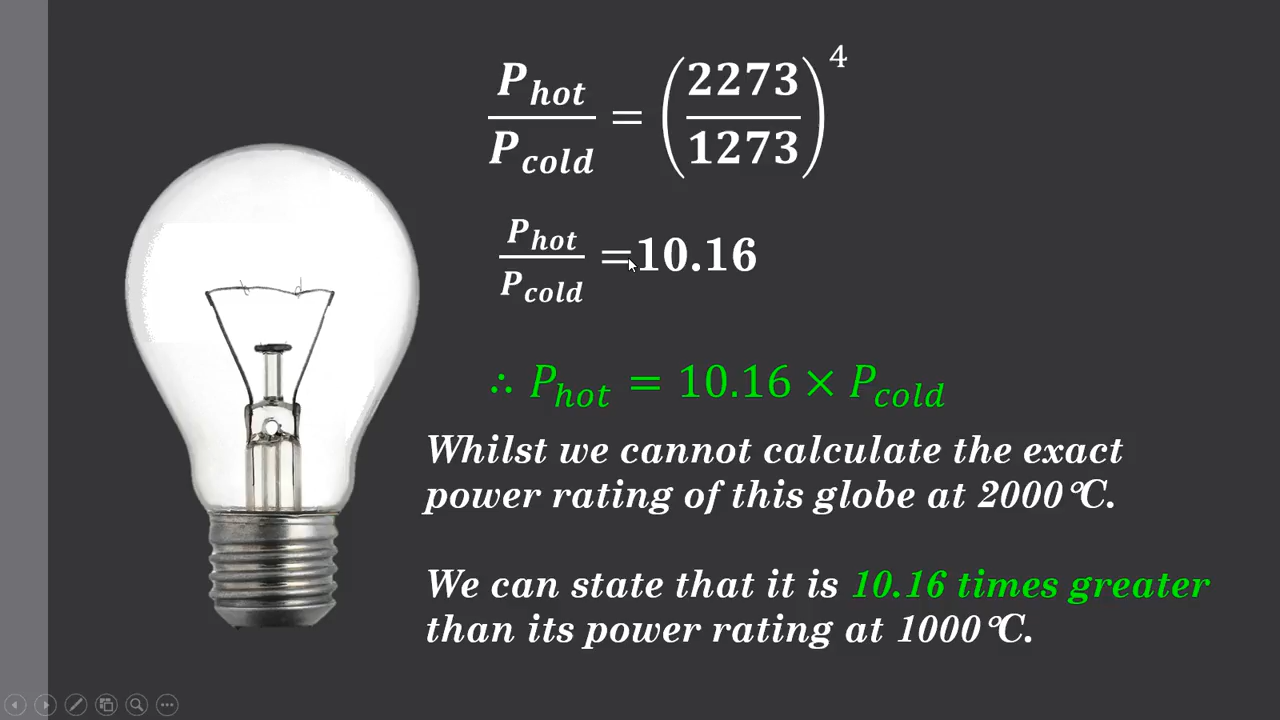 P_hot / P_cold = (2273 / 1273)^4
P_hot / P_cold =10.16
∴ P_hot = 10.16 × P_cold
Whilst we cannot calculate the exact
power rating of this globe at 2000℃.
We can state that it is 10.16 times greater
than its power rating at 1000℃.